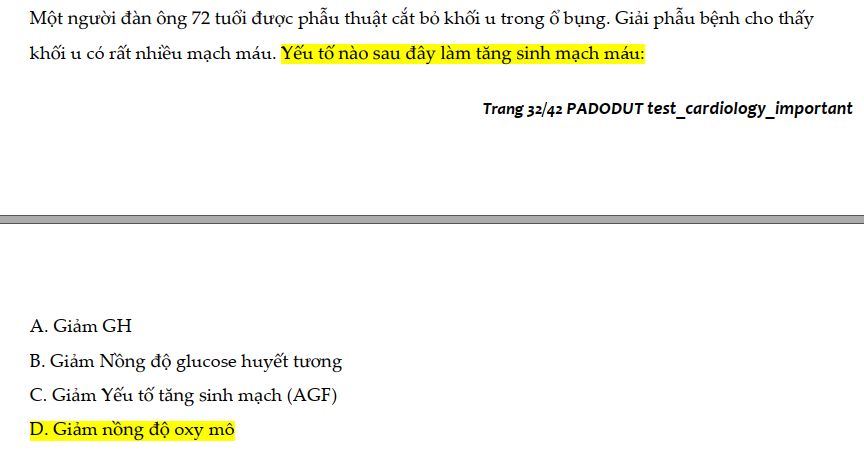 Một người đàn ông 72 tuổi được phẫu thuật cắt bỏ khối u trong ổ bụng. Giải phẫu bệnh cho thấy
khối u có rất nhiều mạch máu. Yếu tố nào sau đây làm tăng sinh mạch máu:
Trang 32/42 PADODUT test_cardiology_important
A. Giảm GH
B. Giảm Nồng độ glucose huyết tương
C. Giảm Yếu tố tăng sinh mạch (AGF)
D. Giảm nồng độ oxy mô